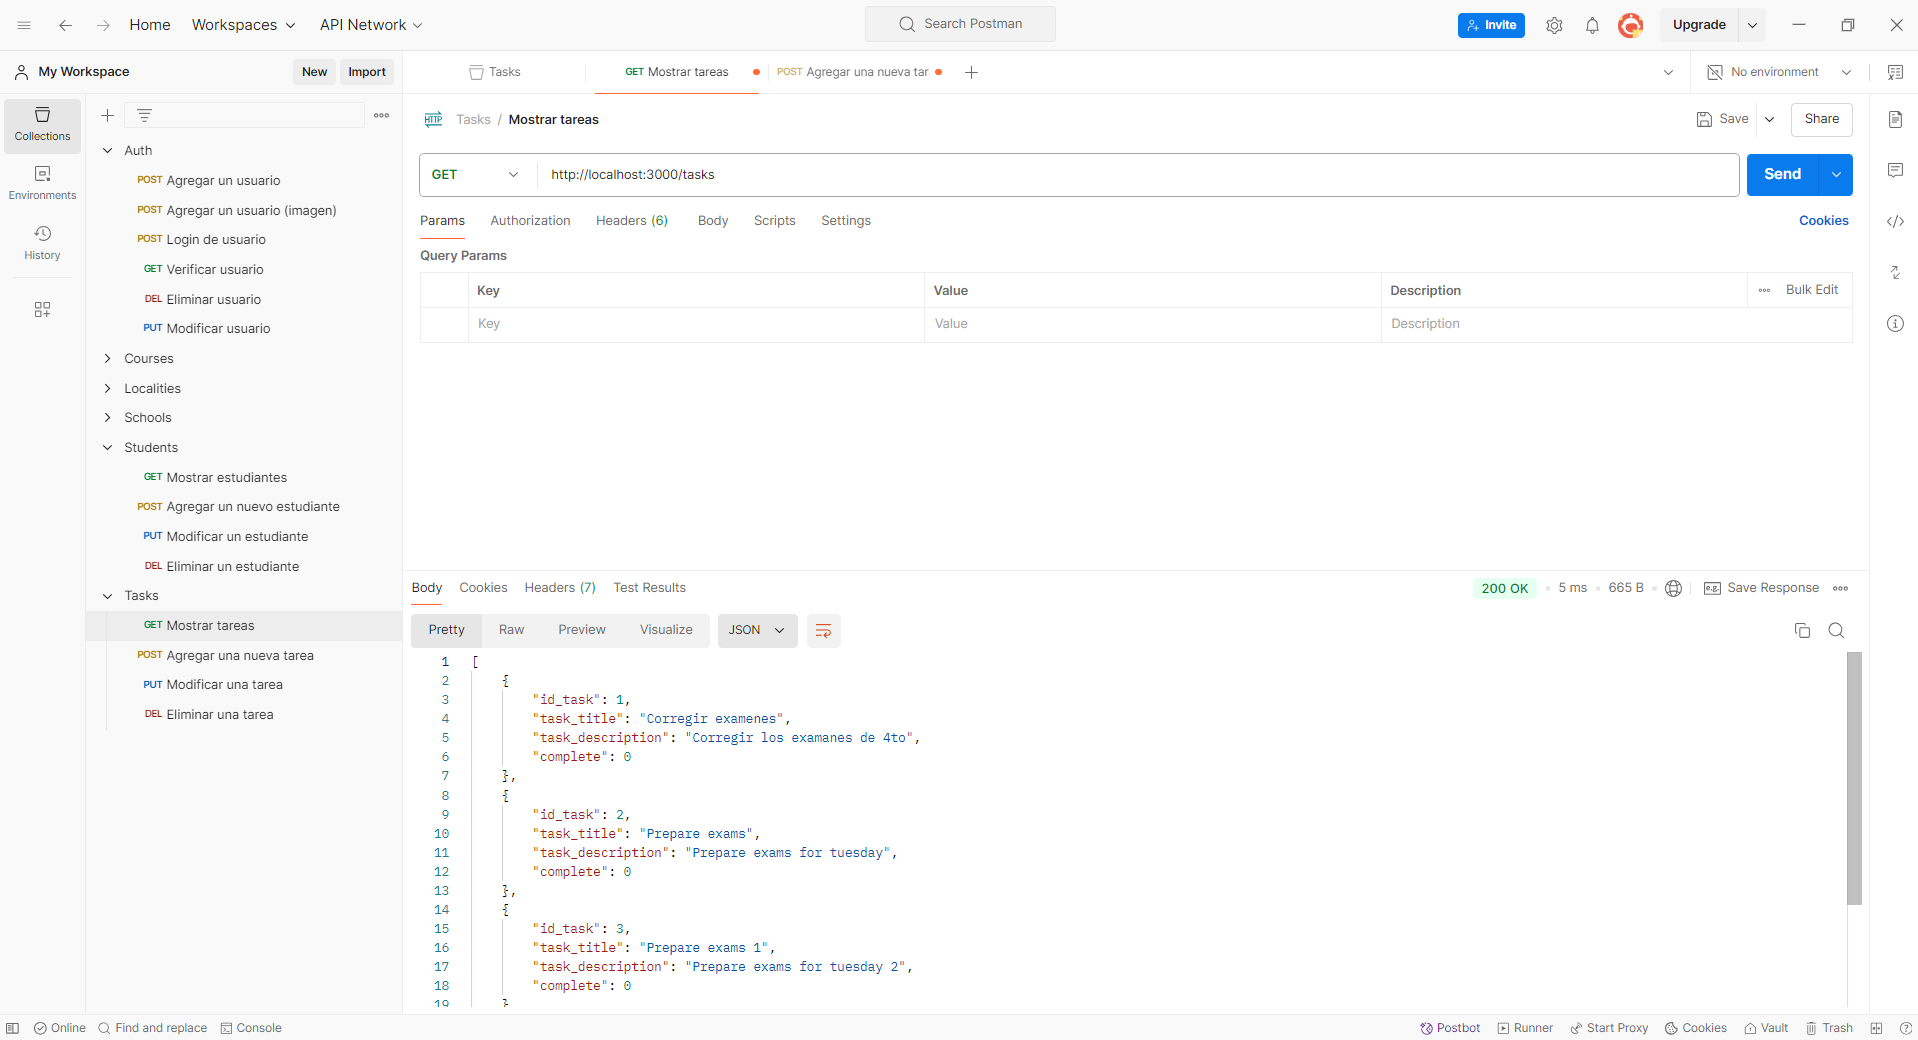 Home Workspaces API Network Search Postman Invite Upgrade
My Workspace New Import Tasks GET Mostrar tareas POST Agregar una nueva tar No environment
Collections
Environments
History
Auth
POST Agregar un usuario
POST Agregar un usuario (imagen)
POST Login de usuario
GET Verificar usuario
DEL Eliminar usuario
PUT Modificar usuario
Courses
Localities
Schools
Students
GET Mostrar estudiantes
POST Agregar un nuevo estudiante
PUT Modificar un estudiante
DEL Eliminar un estudiante
Tasks
GET Mostrar tareas
POST Agregar una nueva tarea
PUT Modificar una tarea
DEL Eliminar una tarea
HTTP Tasks / Mostrar tareas Save Share
GET http://localhost:3000/tasks Send
Params Authorization Headers (6) Body Scripts Settings Cookies
Query Params
Key Value Description Bulk Edit
Key Value Description
Body Cookies Headers (7) Test Results 200 OK 5 ms 665 B e.g. Save Response
Pretty Raw Preview Visualize JSON
1 [
2 {
3 "id_task": 1,
4 "task_title": "Corregir examenes",
5 "task_description": "Corregir los examanes de 4to",
6 "complete": 0
7 },
8 {
9 "id_task": 2,
10 "task_title": "Prepare exams",
11 "task_description": "Prepare exams for tuesday",
12 "complete": 0
13 },
14 {
15 "id_task": 3,
16 "task_title": "Prepare exams 1",
17 "task_description": "Prepare exams for tuesday 2",
18 "complete": 0
19 }
Online Find and replace Console Postbot Runner Start Proxy Cookies Vault Trash